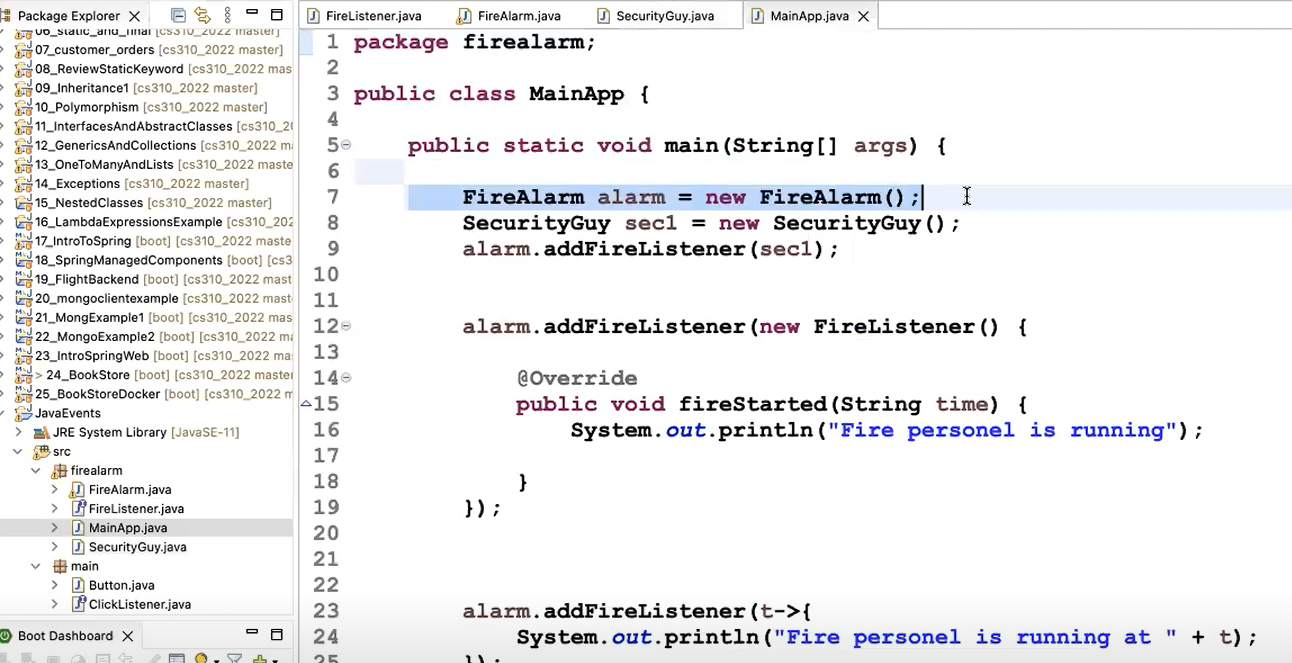 Package Explorer
06_static_and_final [cs310_2022 master]
07_customer_orders [cs310_2022 master]
08_ReviewStaticKeyword [cs310_2022 mas
09_Inheritance1 [cs310_2022 master]
10_Polymorphism [cs310_2022 master]
11_InterfacesAndAbstractClasses [cs310_20
12_GenericsAndCollections [cs310_2022 ma
13_OneToManyAndLists [cs310_2022 master
14_Exceptions [cs310_2022 master]
15_NestedClasses [cs310_2022 master]
16_LambdaExpressionsExample [cs310_2022
17_IntroToSpring [boot] [cs310_2022 master]
18_SpringManagedComponents [boot] [cs3
19_FlightBackend [boot] [cs310_2022 master
20_mongoclientexample [cs310_2022 mast
21_MongExample1 [boot] [cs310_2022 mas
22_MongoExample2 [boot] [cs310_2022 ma
23_IntroSpringWeb [boot] [cs310_2022 ma
> 24_BookStore [boot] [cs310_2022 master
25_BookStoreDocker [boot] [cs310_2022 m
JavaEvents
JRE System Library [JavaSE-11]
src
firealarm
FireAlarm.java
FireListener.java
MainApp.java
SecurityGuy.java
main
Button.java
ClickListener.java
Boot Dashboard
FireListener.java FireAlarm.java SecurityGuy.java MainApp.java
1 package firealarm;
2
3 public class MainApp {
4
5 public static void main(String[] args) {
6
7 FireAlarm alarm = new FireAlarm();
8 SecurityGuy sec1 = new SecurityGuy();
9 alarm.addFireListener(sec1);
10
11
12 alarm.addFireListener(new FireListener() {
13
14 @Override
15 public void fireStarted(String time) {
16 System.out.println("Fire personel is running");
17
18 }
19 });
20
21
22
23 alarm.addFireListener(t->{
24 System.out.println("Fire personel is running at " + t);
25 });